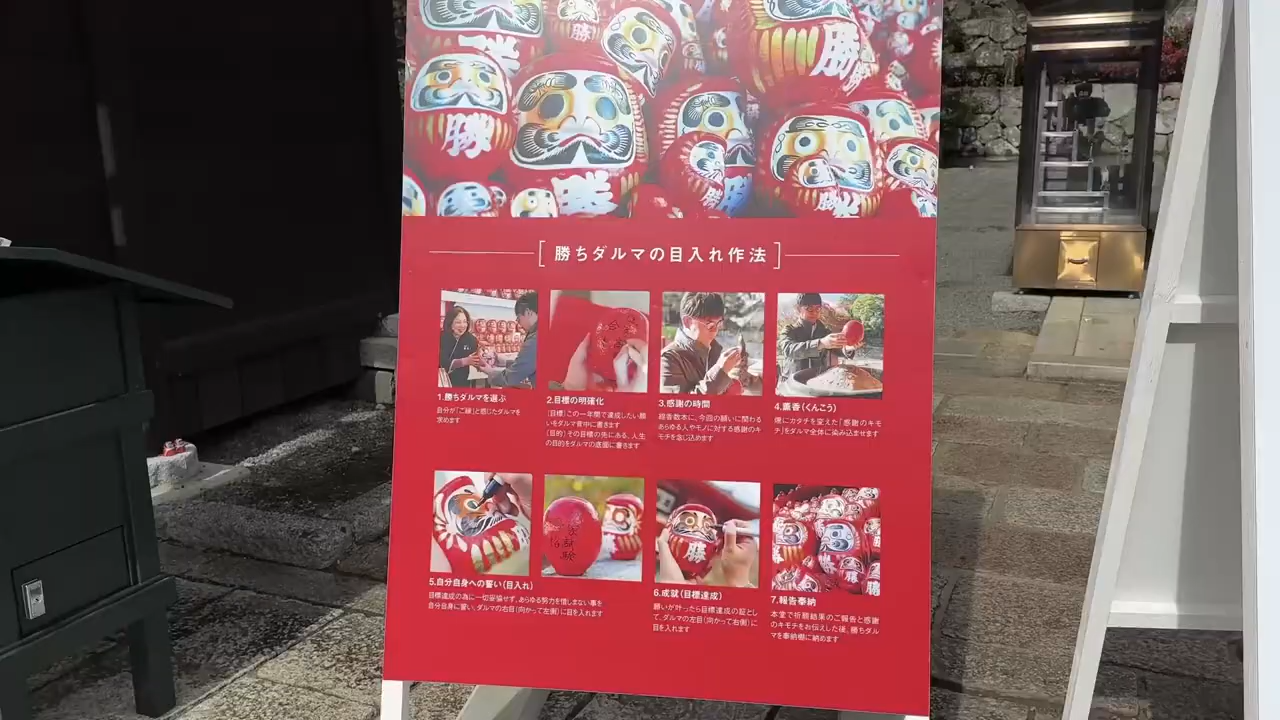 勝
勝
勝
勝
勝ちダルマの目入れ作法
1.勝ちダルマを選ぶ
自分が「ご縁」と感じたダルマを
求めます
2.目標の明確化
(目標)この一年間で達成したい願
いをダルマ背中に書きます
(目的)その目標の先にある、人生
の目的をダルマの底面に書きます
3.感謝の時間
線香数本に、今回の願いに関わる
あらゆる人やモノに対する感謝のキ
モチを念じ込めます
4.薫香(くんこう)
煙にカタチを変えた「感謝のキモ
チ」をダルマ全体に染み込ませます
5.自分自身への誓い(目入れ)
目標達成の為に一切妥協せず、あらゆる努力を惜しまない事を
自分自身に誓い、ダルマの右目(向かって左側)に目を入れます
6.成就(目標達成)
願いが叶ったら目標達成の証とし
て、ダルマの左目(向かって右側)に
目を入れます
7.報告奉納
本堂で祈願結果のご報告と感謝
のキモチをお伝えした後、勝ちダル
マを奉納棚に納めます